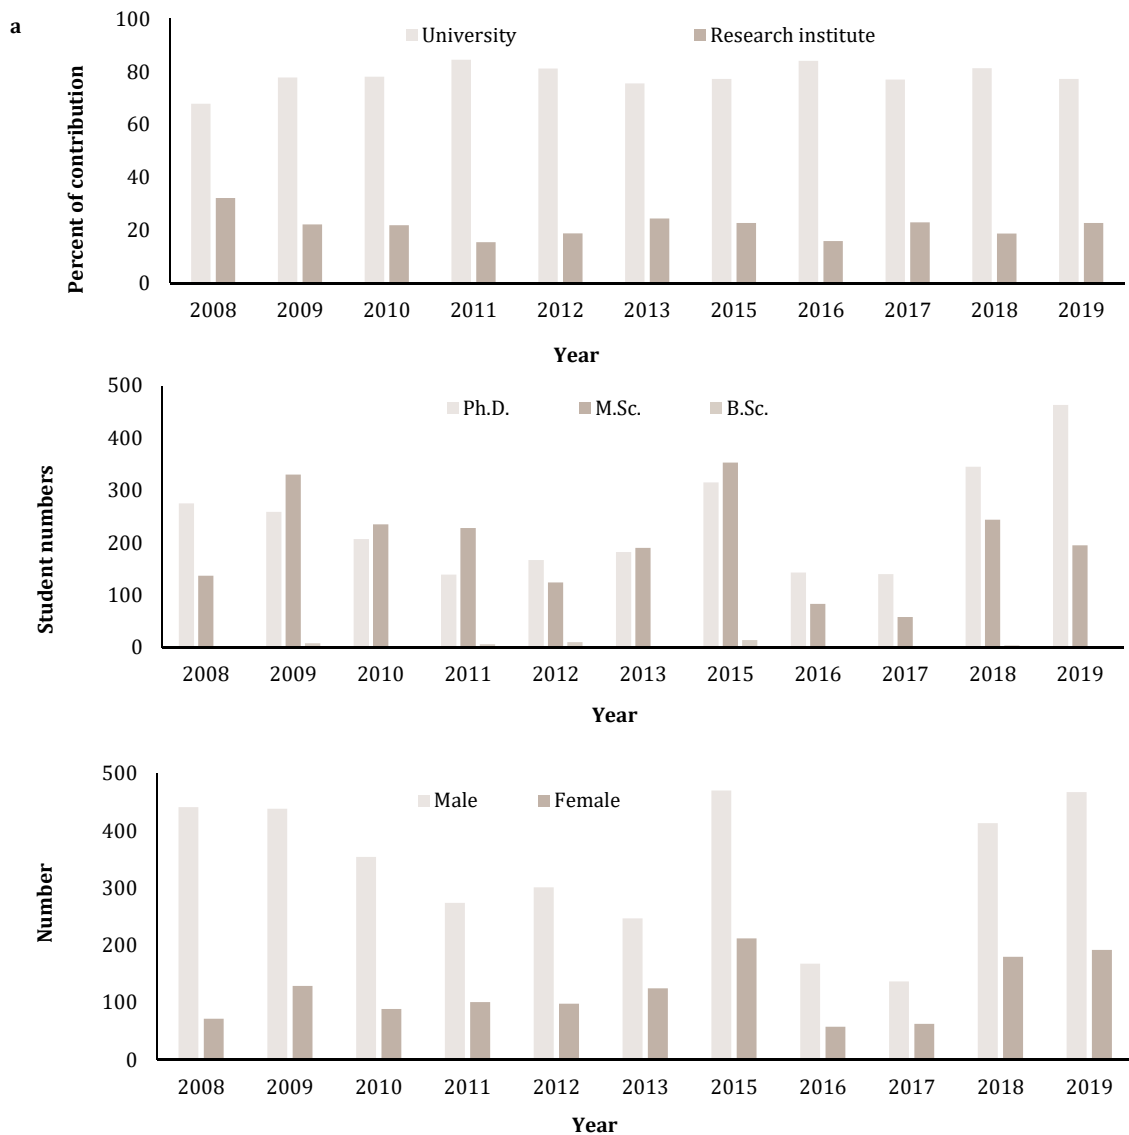 a
Percent of contribution
100
80
60
40
20
0
University Research institute
2008 2009 2010 2011 2012 2013 2015 2016 2017 2018 2019
Year
Student numbers
500
400
300
200
100
0
Ph.D. M.Sc. B.Sc.
2008 2009 2010 2011 2012 2013 2015 2016 2017 2018 2019
Year
Number
500
400
300
200
100
0
Male Female
2008 2009 2010 2011 2012 2013 2015 2016 2017 2018 2019
Year